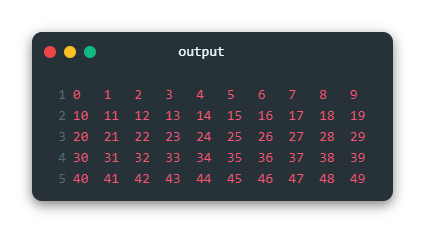 output
1 0 1 2 3 4 5 6 7 8 9
2 10 11 12 13 14 15 16 17 18 19
3 20 21 22 23 24 25 26 27 28 29
4 30 31 32 33 34 35 36 37 38 39
5 40 41 42 43 44 45 46 47 48 49